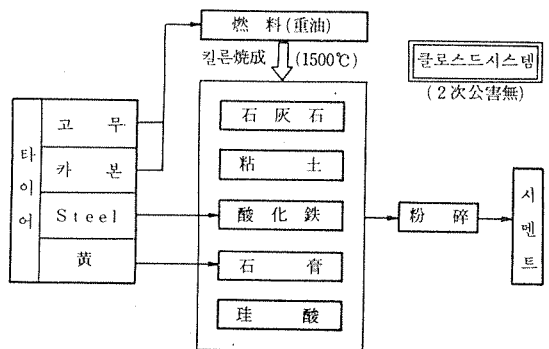 燃 料 (重油)
킬른焼成 (1500℃)
클로스드시스템
(2次公害無)
타이어
고 무
카 본
Steel
黃
石 灰 石
粘 土
酸 化 鉄
石 膏
珪 酸
粉 碎
시멘트